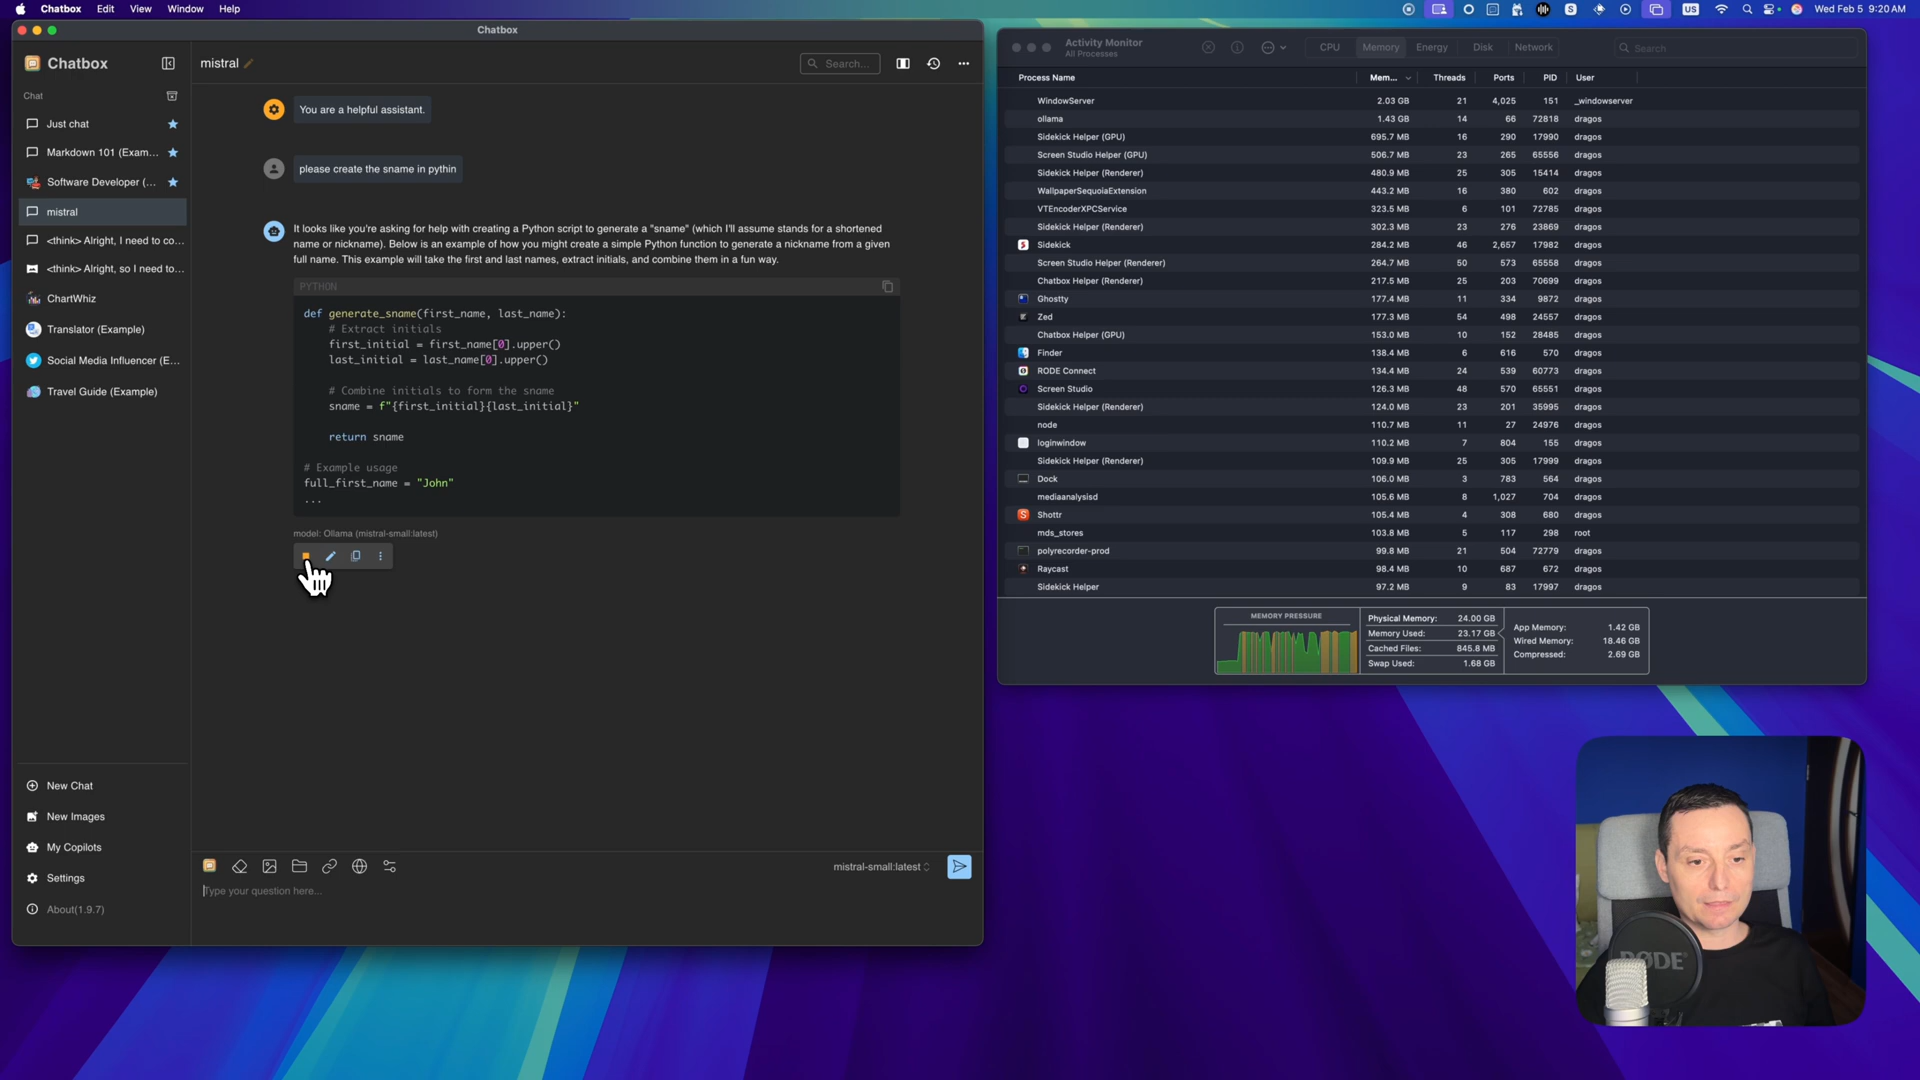 Chatbox Edit View Window Help
US Wed Feb 5 9:20 AM
Chatbox
Chatbox
Chat
Just chat
Markdown 101 (Exam...
Software Developer (...
mistral
<think> Alright, I need to co...
<think> Alright, so I need to...
ChartWhiz
Translator (Example)
Social Media Influencer (E...
Travel Guide (Example)
New Chat
New Images
My Copilots
Settings
About(1.9.7)
mistral
Search...
You are a helpful assistant.
please create the sname in pythin
It looks like you're asking for help with creating a Python script to generate a "sname" (which I'll assume stands for a shortened
name or nickname). Below is an example of how you might create a simple Python function to generate a nickname from a given
full name. This example will take the first and last names, extract initials, and combine them in a fun way.
PYTHON
def generate_sname(first_name, last_name):
# Extract initials
first_initial = first_name[0].upper()
last_initial = last_name[0].upper()
# Combine initials to form the sname
sname = f"{first_initial}{last_initial}"
return sname
# Example usage
full_first_name = "John"
...
model: Ollama (mistral-small:latest)
mistral-small:latest
Type your question here...
Activity Monitor
All Processes
CPU Memory Energy Disk Network
Search
Process Name Mem... Threads Ports PID User
WindowServer 2.03 GB 21 4,025 151 _windowserver
ollama 1.43 GB 14 66 72818 dragos
Sidekick Helper (GPU) 695.7 MB 16 290 17990 dragos
Screen Studio Helper (GPU) 506.7 MB 23 265 65556 dragos
Sidekick Helper (Renderer) 480.9 MB 25 305 15414 dragos
WallpaperSequoiaExtension 443.2 MB 16 380 602 dragos
VTEncoderXPCService 323.5 MB 6 101 72785 dragos
Sidekick Helper (Renderer) 302.3 MB 23 276 23869 dragos
Sidekick 284.2 MB 46 2,657 17982 dragos
Screen Studio Helper (Renderer) 264.7 MB 50 573 65558 dragos
Chatbox Helper (Renderer) 217.5 MB 25 203 70699 dragos
Ghostty 177.4 MB 11 334 9872 dragos
Zed 177.3 MB 54 498 24557 dragos
Chatbox Helper (GPU) 153.0 MB 10 152 28485 dragos
Finder 138.4 MB 6 616 570 dragos
RODE Connect 134.4 MB 24 539 60773 dragos
Screen Studio 126.3 MB 48 570 65551 dragos
Sidekick Helper (Renderer) 124.0 MB 23 201 35995 dragos
node 110.7 MB 11 27 24976 dragos
loginwindow 110.2 MB 7 804 155 dragos
Sidekick Helper (Renderer) 109.9 MB 25 305 17999 dragos
Dock 106.0 MB 3 783 564 dragos
mediaanalysisd 105.6 MB 8 1,027 704 dragos
Shottr 105.4 MB 4 308 680 dragos
mds_stores 103.8 MB 5 117 298 root
polyrecorder-prod 99.8 MB 21 504 72779 dragos
Raycast 98.4 MB 10 687 672 dragos
Sidekick Helper 97.2 MB 9 83 17997 dragos
MEMORY PRESSURE
Physical Memory: 24.00 GB
Memory Used: 23.17 GB
Cached Files: 845.8 MB
Swap Used: 1.68 GB
App Memory: 1.42 GB
Wired Memory: 18.46 GB
Compressed: 2.69 GB
RØDE